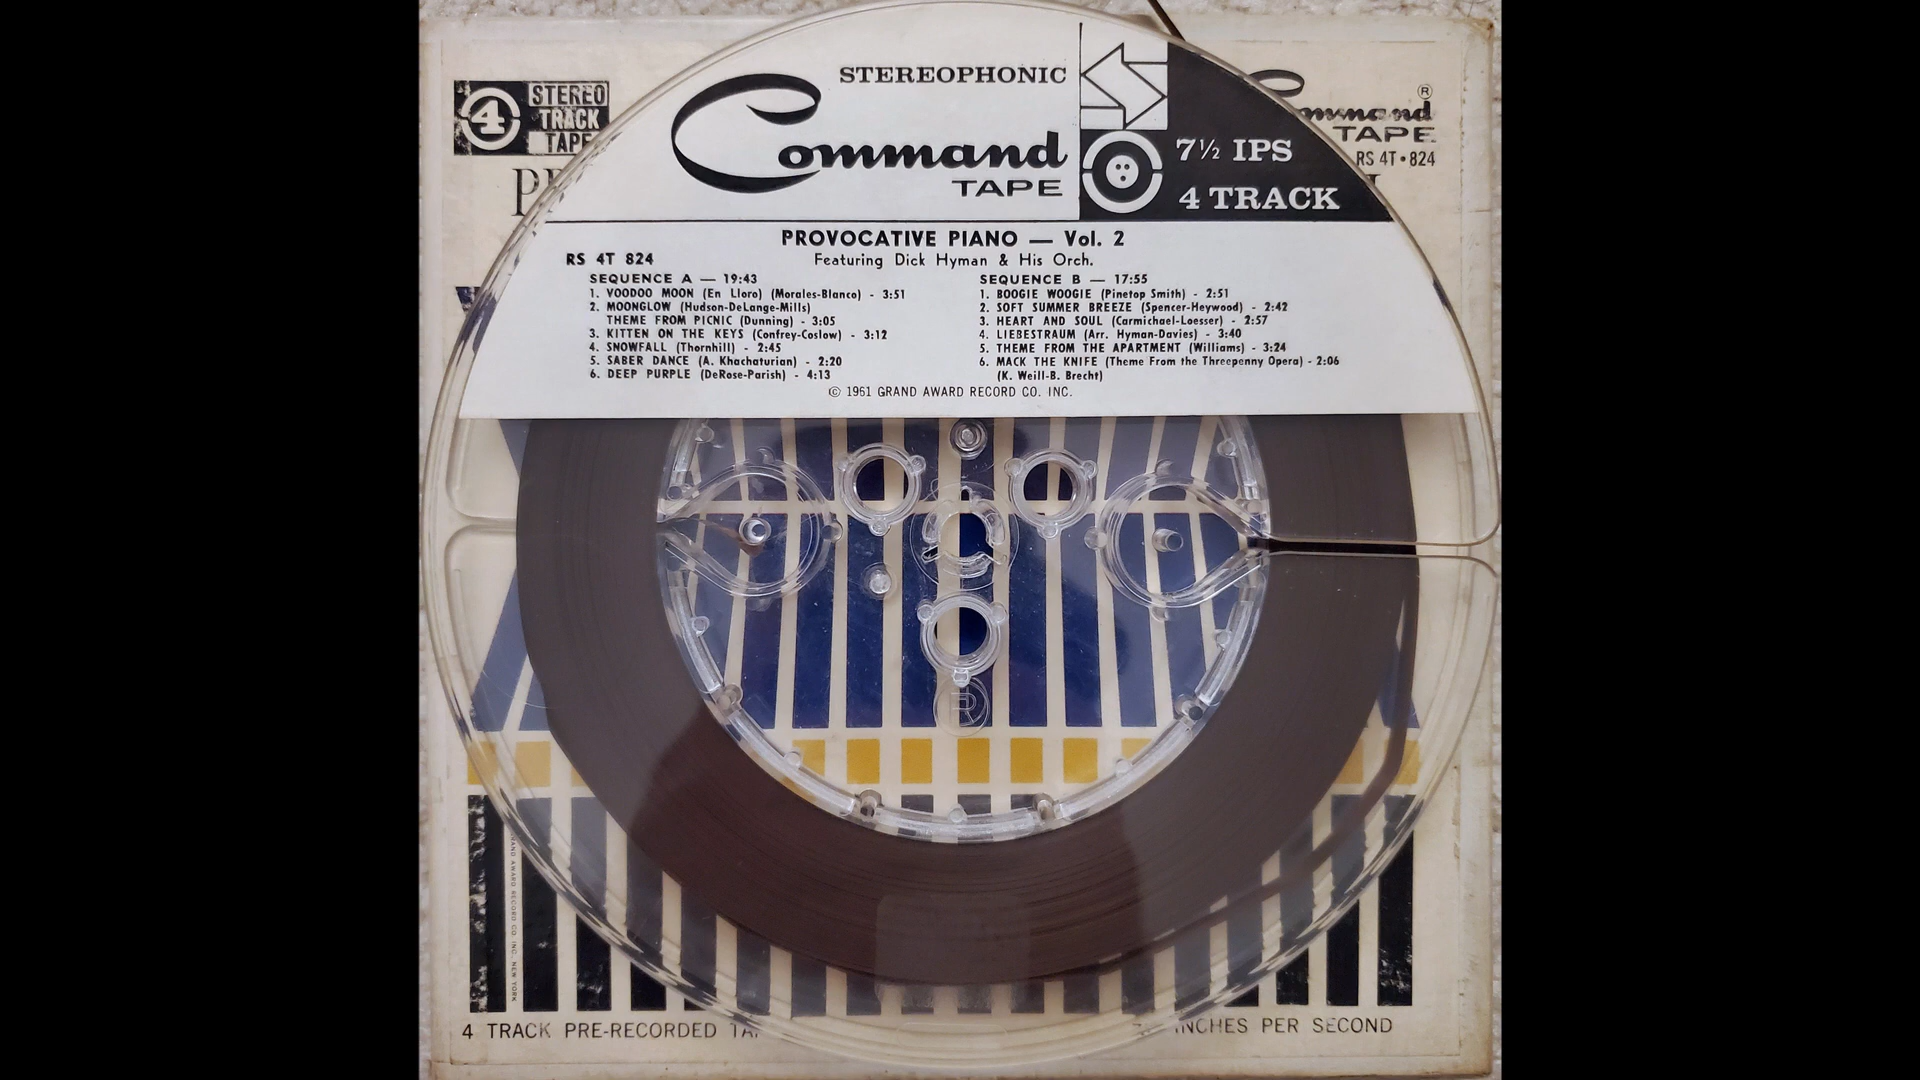 4 STEREO
TRACK
TAPE
STEREOPHONIC
Command
TAPE
7½ IPS
4 TRACK
Command ®
TAPE
RS 4T•824
PROVOCATIVE PIANO — Vol. 2
RS 4T 824
Featuring Dick Hyman & His Orch.
SEQUENCE A — 19:43
1. VOODOO MOON (En Lloro) (Morales-Blanco) - 3:51
2. MOONGLOW (Hudson-DeLange-Mills)
THEME FROM PICNIC (Dunning) - 3:05
3. KITTEN ON THE KEYS (Confrey-Coslow) - 3:12
4. SNOWFALL (Thornhill) - 2:45
5. SABER DANCE (A. Khachaturian) - 2:20
6. DEEP PURPLE (DeRose-Parish) - 4:13
SEQUENCE B — 17:55
1. BOOGIE WOOGIE (Pinetop Smith) - 2:51
2. SOFT SUMMER BREEZE (Spencer-Heywood) - 2:42
3. HEART AND SOUL (Carmichael-Loesser) - 2:57
4. LIEBESTRAUM (Arr. Hyman-Davies) - 3:40
5. THEME FROM THE APARTMENT (Williams) - 3:24
6. MACK THE KNIFE (Theme From the Threepenny Opera) - 2:06
(K. Weill-B. Brecht)
© 1961 GRAND AWARD RECORD CO. INC.
AWARD RECORD CO. INC., NEW YORK
4 TRACK PRE-RECORDED
INCHES PER SECOND